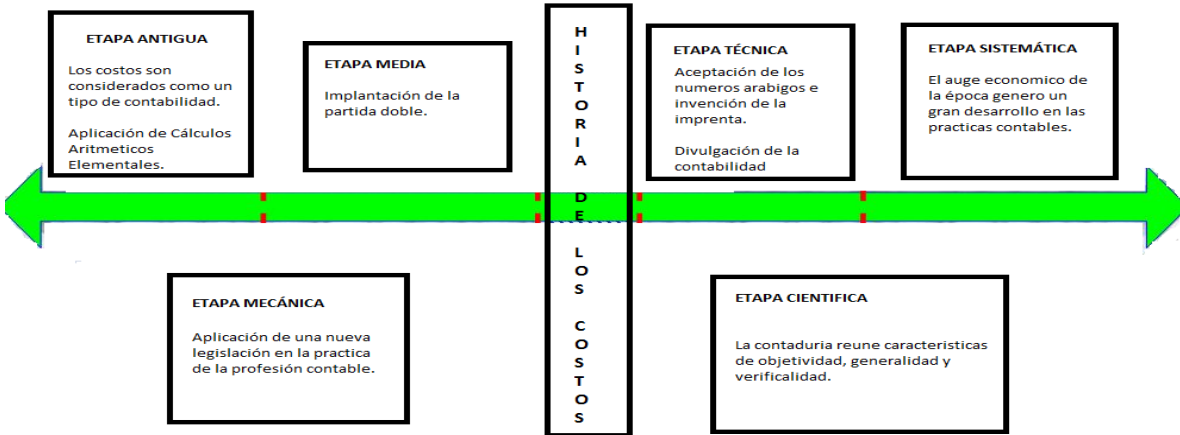 ETAPA ANTIGUA
Los costos son
considerados como un
tipo de contabilidad.
Aplicación de Cálculos
Aritmeticos
Elementales.
ETAPA MEDIA
Implantación de la
partida doble.
HISTORIA DE LOS COSTOS
ETAPA TÉCNICA
Aceptación de los
numeros arabigos e
invención de la
imprenta.
Divulgación de la
contabilidad
ETAPA SISTEMÁTICA
El auge economico de
la época genero un
gran desarrollo en las
practicas contables.
ETAPA MECÁNICA
Aplicación de una nueva
legislación en la practica
de la profesión contable.
ETAPA CIENTIFICA
La contaduria reune caracteristicas
de objetividad, generalidad y
verificalidad.